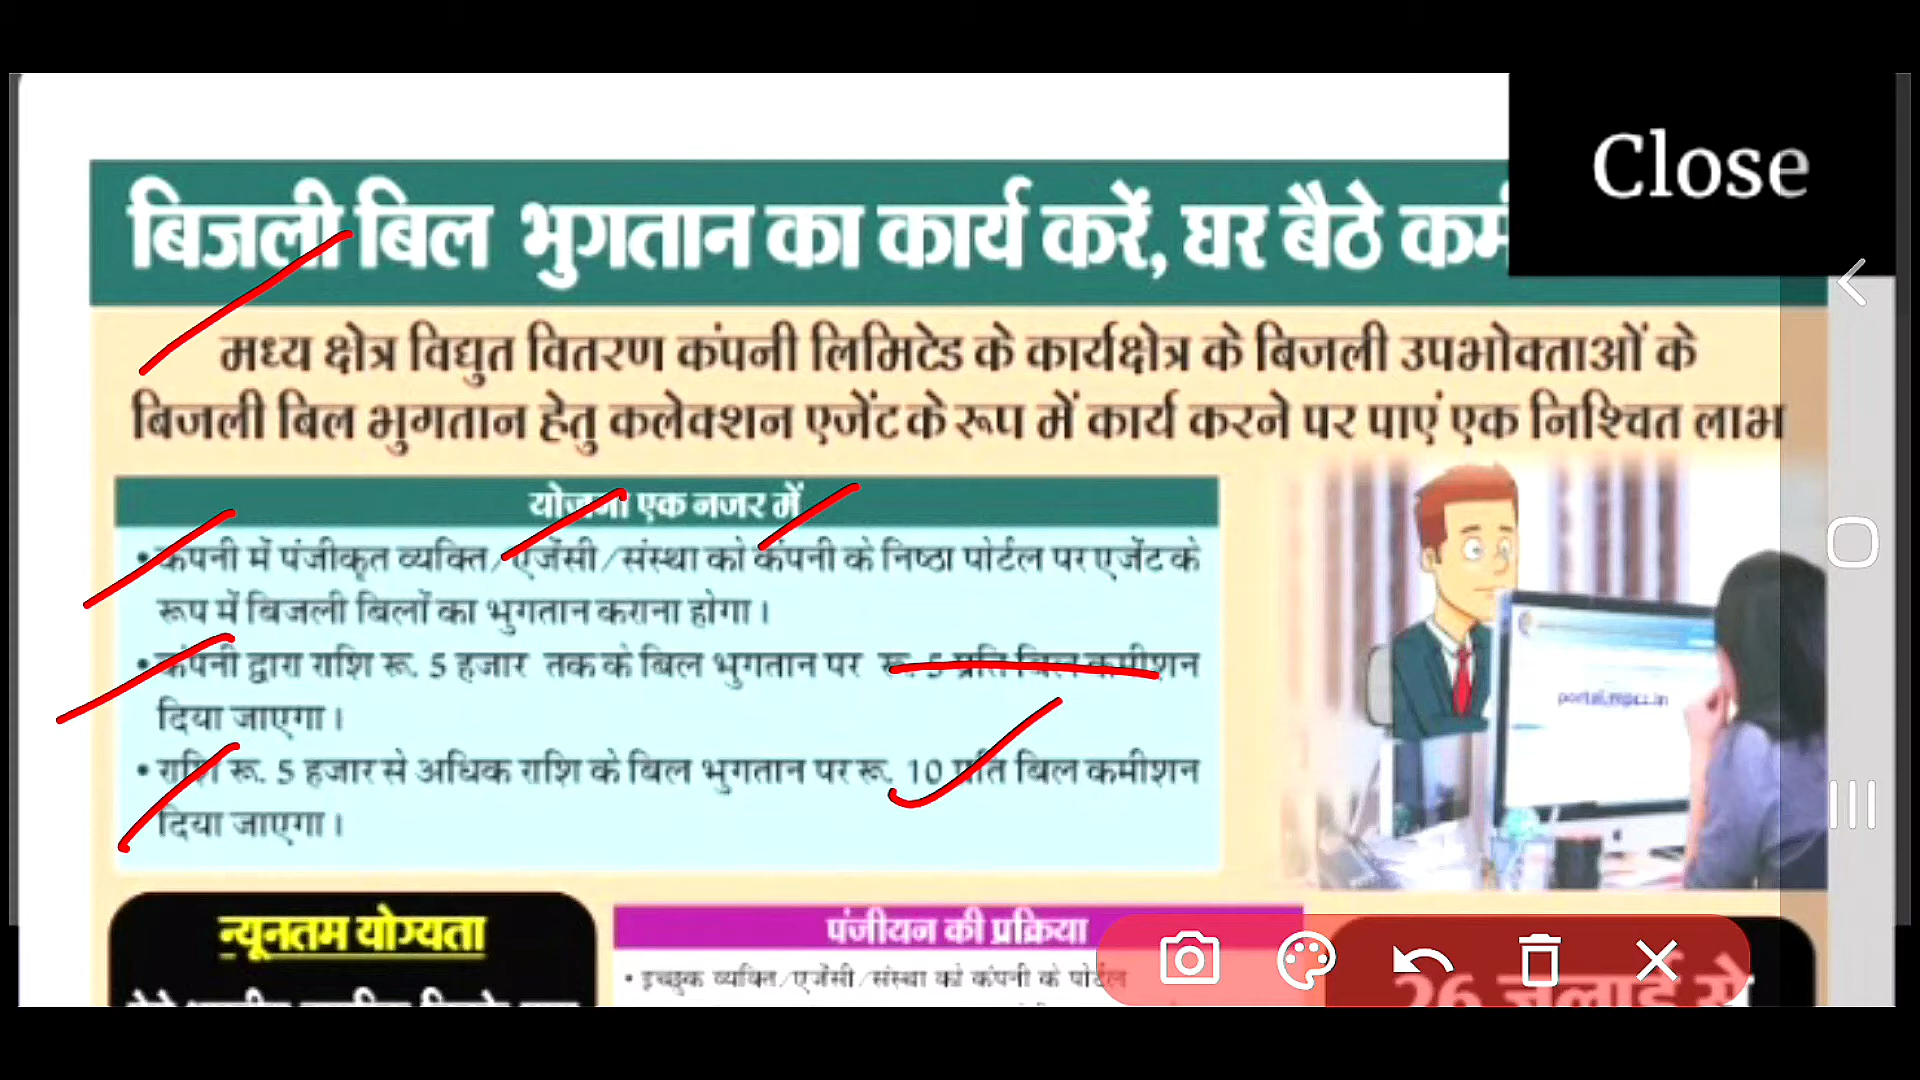 Close
बिजली बिल भुगतान का कार्य करें, घर बैठे
मध्य क्षेत्र विद्युत वितरण कंपनी लिमिटेड के कार्यक्षेत्र के बिजली उपभोक्ताओं के
बिजली बिल भुगतान हेतु कलेक्शन एजेंट के रूप में कार्य करने पर पाएं एक निश्चित लाभ
योजना एक नजर में
• कंपनी में पंजीकृत व्यक्ति/एजेंसी/संस्था को कंपनी के निष्ठा पोर्टल पर एजेंट के
रूप में बिजली बिलों का भुगतान कराना होगा।
• कंपनी द्वारा राशि रू. 5 हजार तक के बिल भुगतान पर रू. 5 प्रति बिल कमीशन
दिया जाएगा।
• राशि रू. 5 हजार से अधिक राशि के बिल भुगतान पर रू. 10 प्रति बिल कमीशन
दिया जाएगा।
न्यूनतम योग्यता
पंजीयन की प्रक्रिया
• इच्छुक व्यक्ति/एजेंसी/संस्था को कंपनी के पोर्टल
26 जुलाई से